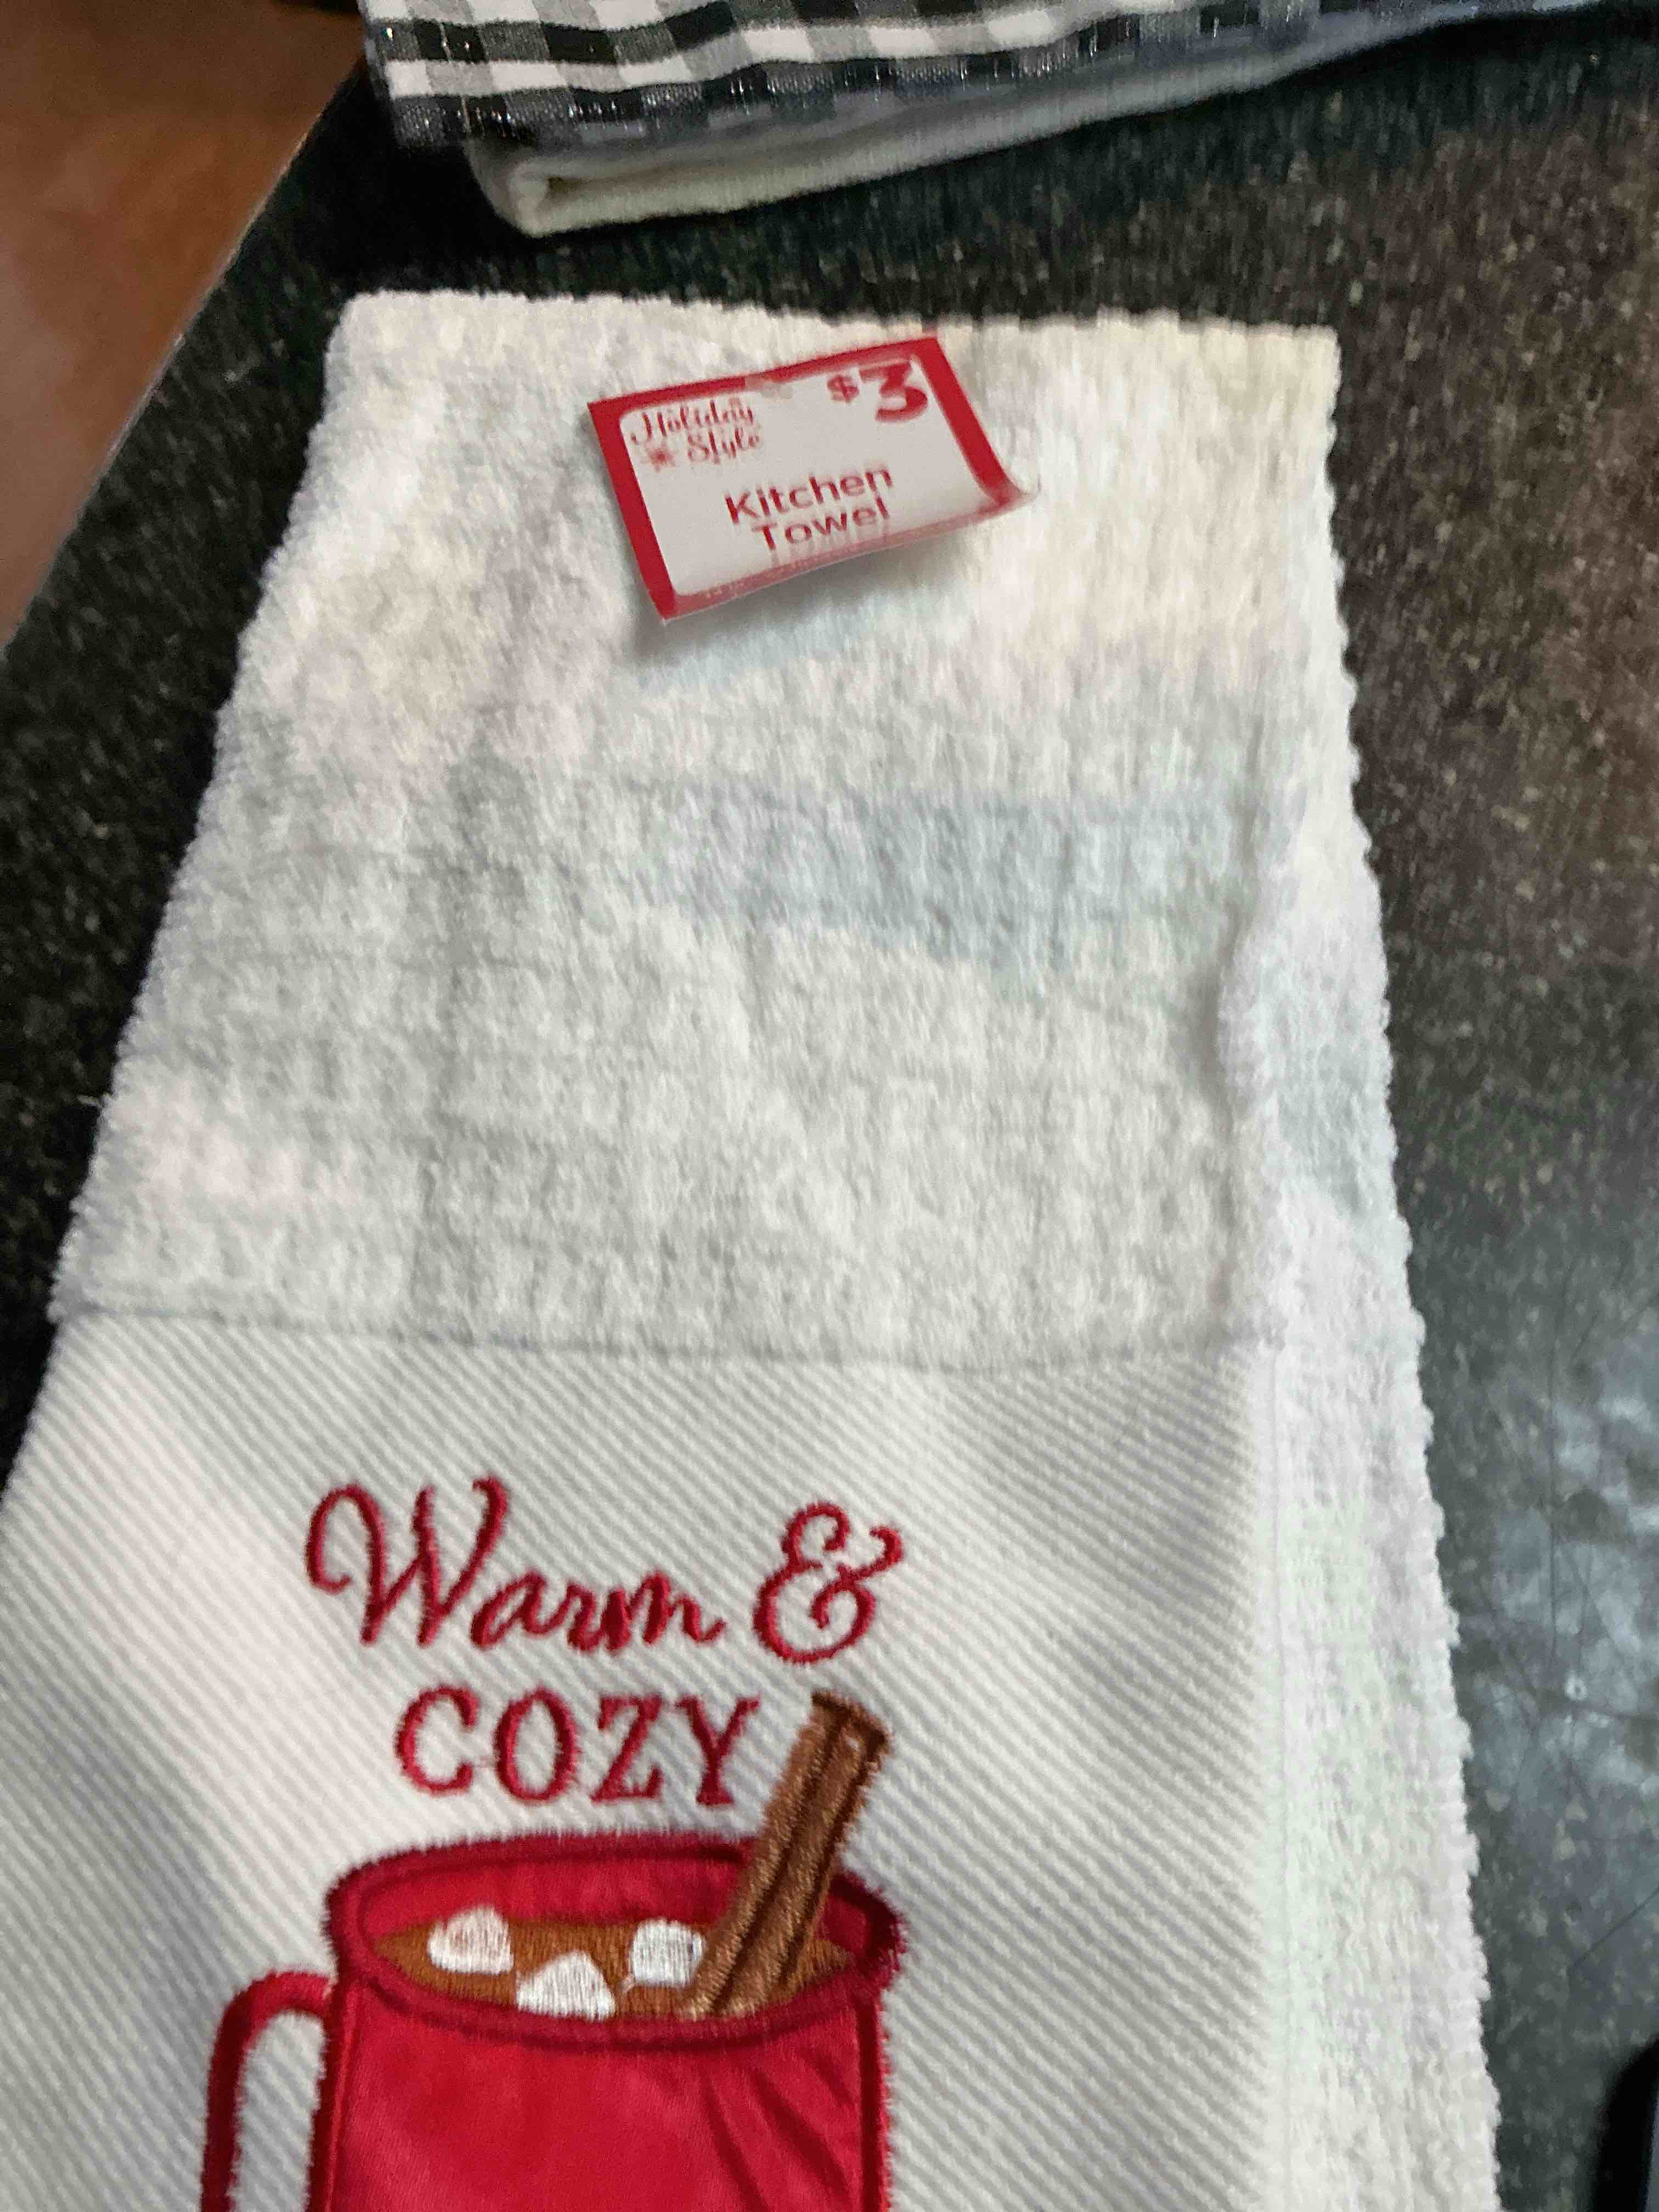 $3
Holiday
Style
Kitchen
Towel
Warm &
COZY